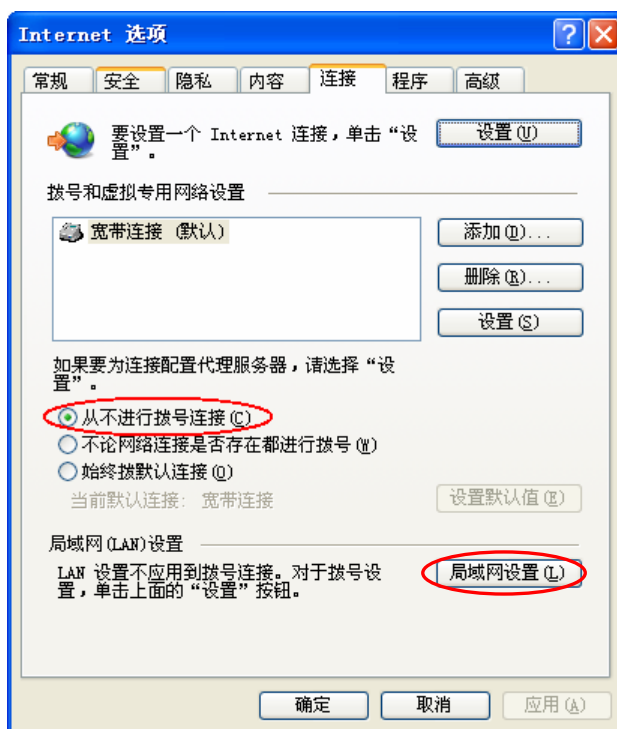 Internet 选项
常规 安全 隐私 内容 连接 程序 高级
要设置一个 Internet 连接，单击“设
置”。
设置(U)
拨号和虚拟专用网络设置
宽带连接 (默认)
添加(D)...
删除(R)...
设置(S)
如果要为连接配置代理服务器，请选择“设
置”。
从不进行拨号连接(C)
不论网络连接是否存在都进行拨号(W)
始终拨默认连接(O)
当前默认连接: 宽带连接
设置默认值(E)
局域网(LAN)设置
LAN 设置不应用到拨号连接。对于拨号设
置，单击上面的“设置”按钮。
局域网设置(L)
确定 取消 应用(A)